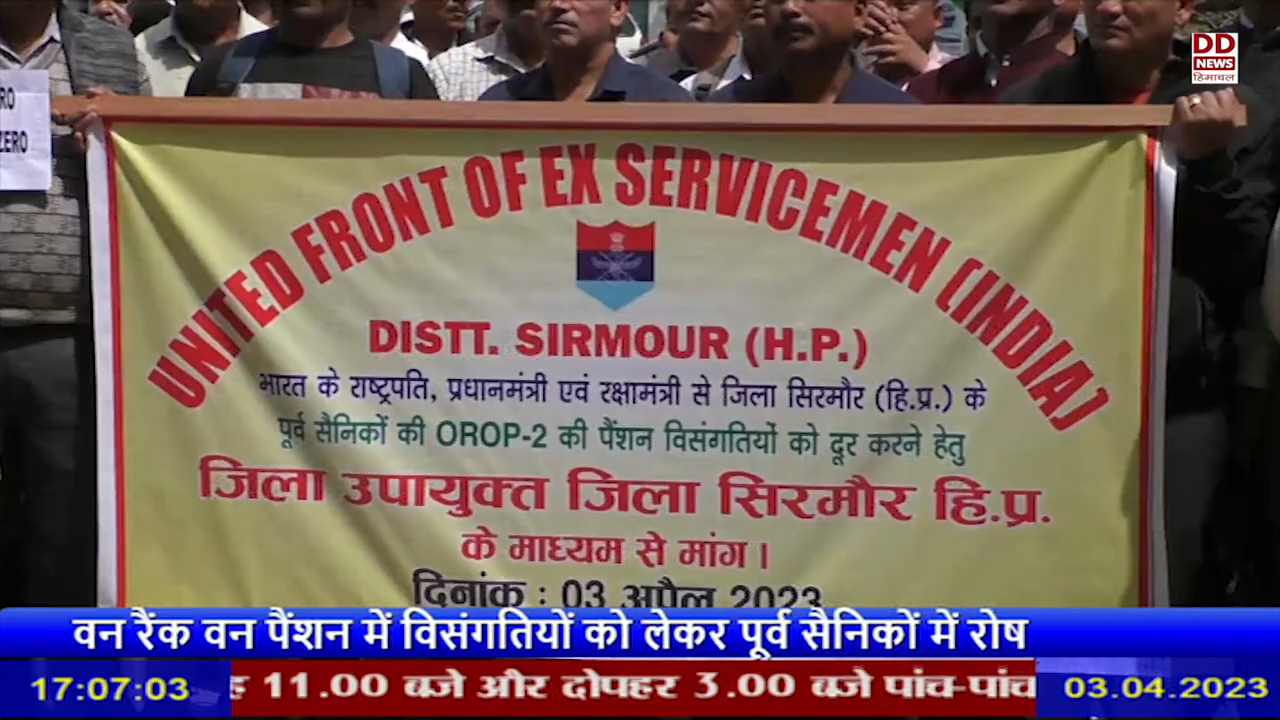 DD
NEWS
हिमाचल
RO
ZERO
UNITED FRONT OF EX SERVICEMEN (INDIA)
DISTT. SIRMOUR (H.P.)
भारत के राष्ट्रपति, प्रधानमंत्री एवं रक्षामंत्री से जिला सिरमौर (हि.प्र.) के
पूर्व सैनिकों की OROP-2 की पैंशन विसंगतियों को दूर करने हेतु
जिला उपायुक्त जिला सिरमौर हि.प्र.
के माध्यम से मांग।
दिनांक : 03 अप्रैल 2023
वन रैंक वन पैंशन में विसंगतियों को लेकर पूर्व सैनिकों में रोष
17:07:03
11.00 बजे और दोपहर 3.00 बजे पांच-पांच
03.04.2023